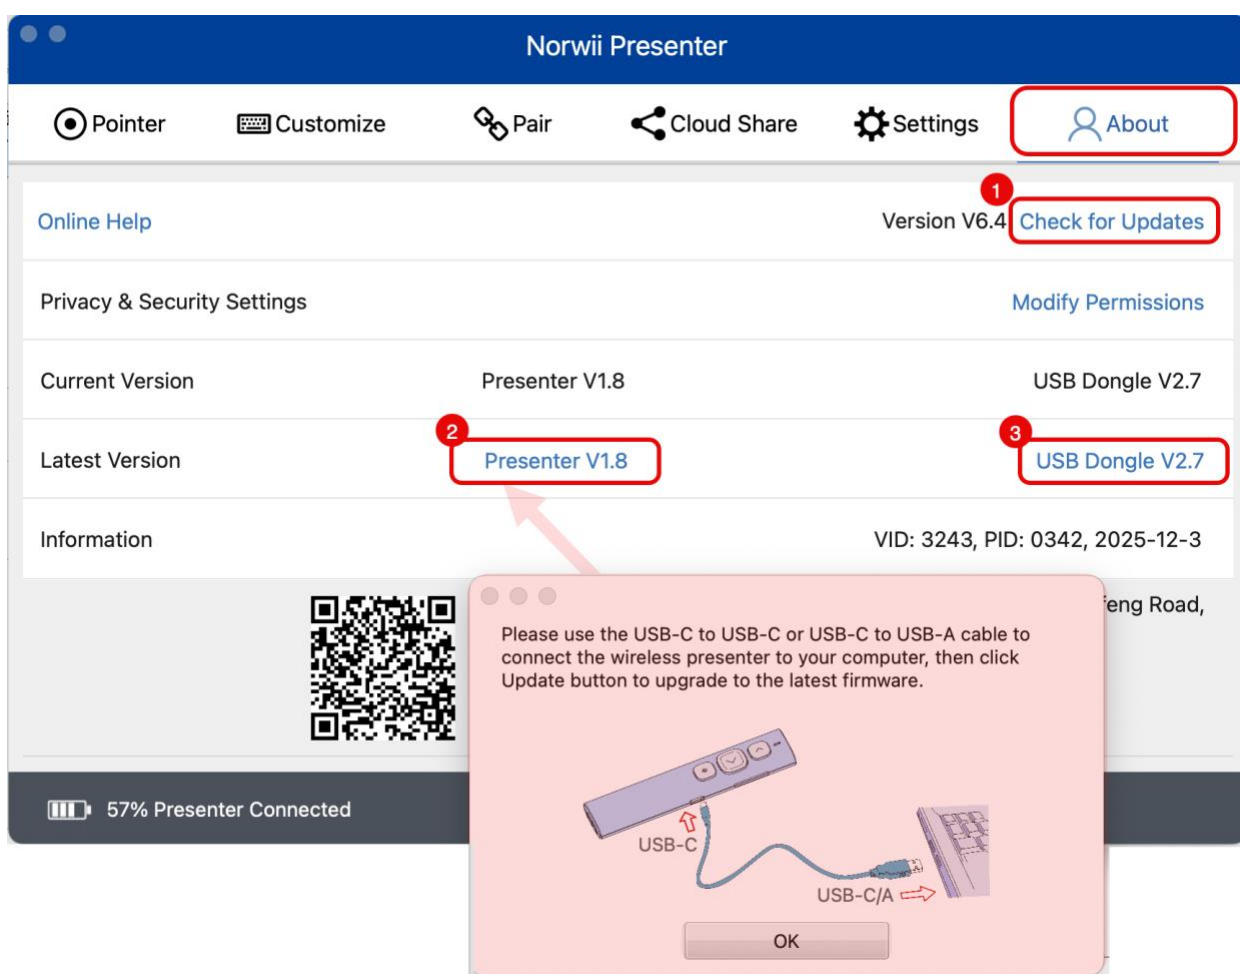 Norwii Presenter
Pointer Customize Pair Cloud Share Settings About
1
Online Help Version V6.4 Check for Updates
Privacy & Security Settings Modify Permissions
Current Version Presenter V1.8 USB Dongle V2.7
2 3
Latest Version Presenter V1.8 USB Dongle V2.7
Information VID: 3243, PID: 0342, 2025-12-3
feng Road,
Please use the USB-C to USB-C or USB-C to USB-A cable to
connect the wireless presenter to your computer, then click
Update button to upgrade to the latest firmware.
USB-C
USB-C/A
OK
57% Presenter Connected